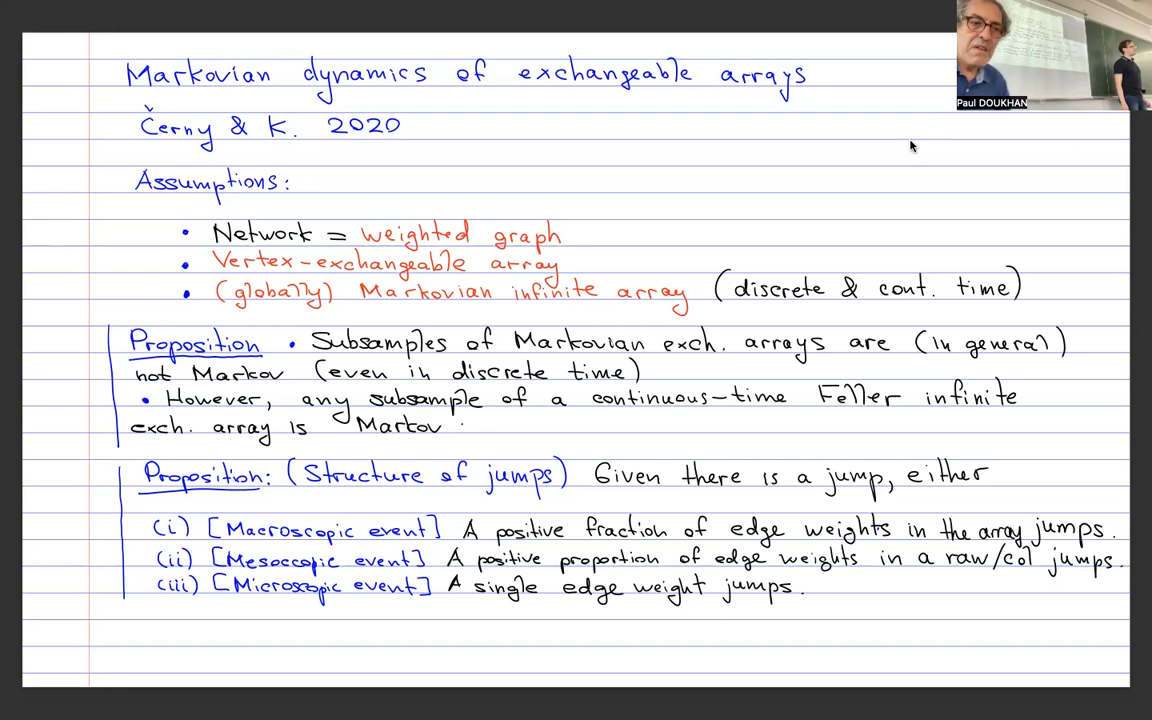 Markovian dynamics of exchangeable arrays
Paul DOUKHAN
Černy & K. 2020
Assumptions:
• Network = weighted graph
• Vertex-exchangeable array
• (globally) Markovian infinite array (discrete & cont. time)
Proposition • Subsamples of Markovian exch. arrays are (in general)
not Markov (even in discrete time)
• However, any subsample of a continuous-time Feller infinite
exch. array is Markov.
Proposition: (Structure of jumps) Given there is a jump, either
(i) [Macroscopic event] A positive fraction of edge weights in the array jumps.
(ii) [Mesoccopic event] A positive proportion of edge weights in a raw/col jumps.
(iii) [Microscopic event] A single edge weight jumps.